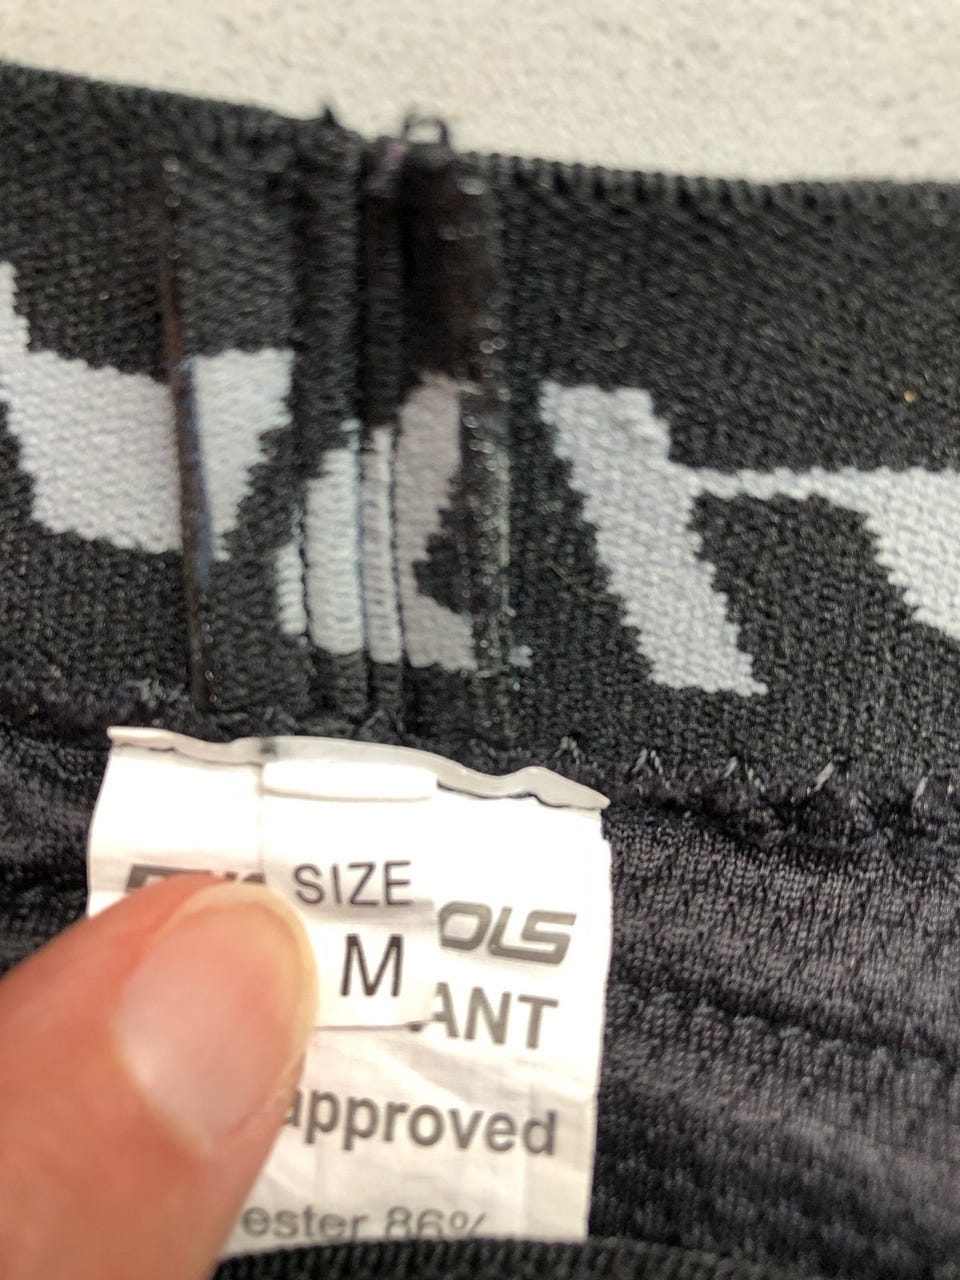 SIZE
M
OLS
ANT
approved
ester 86%